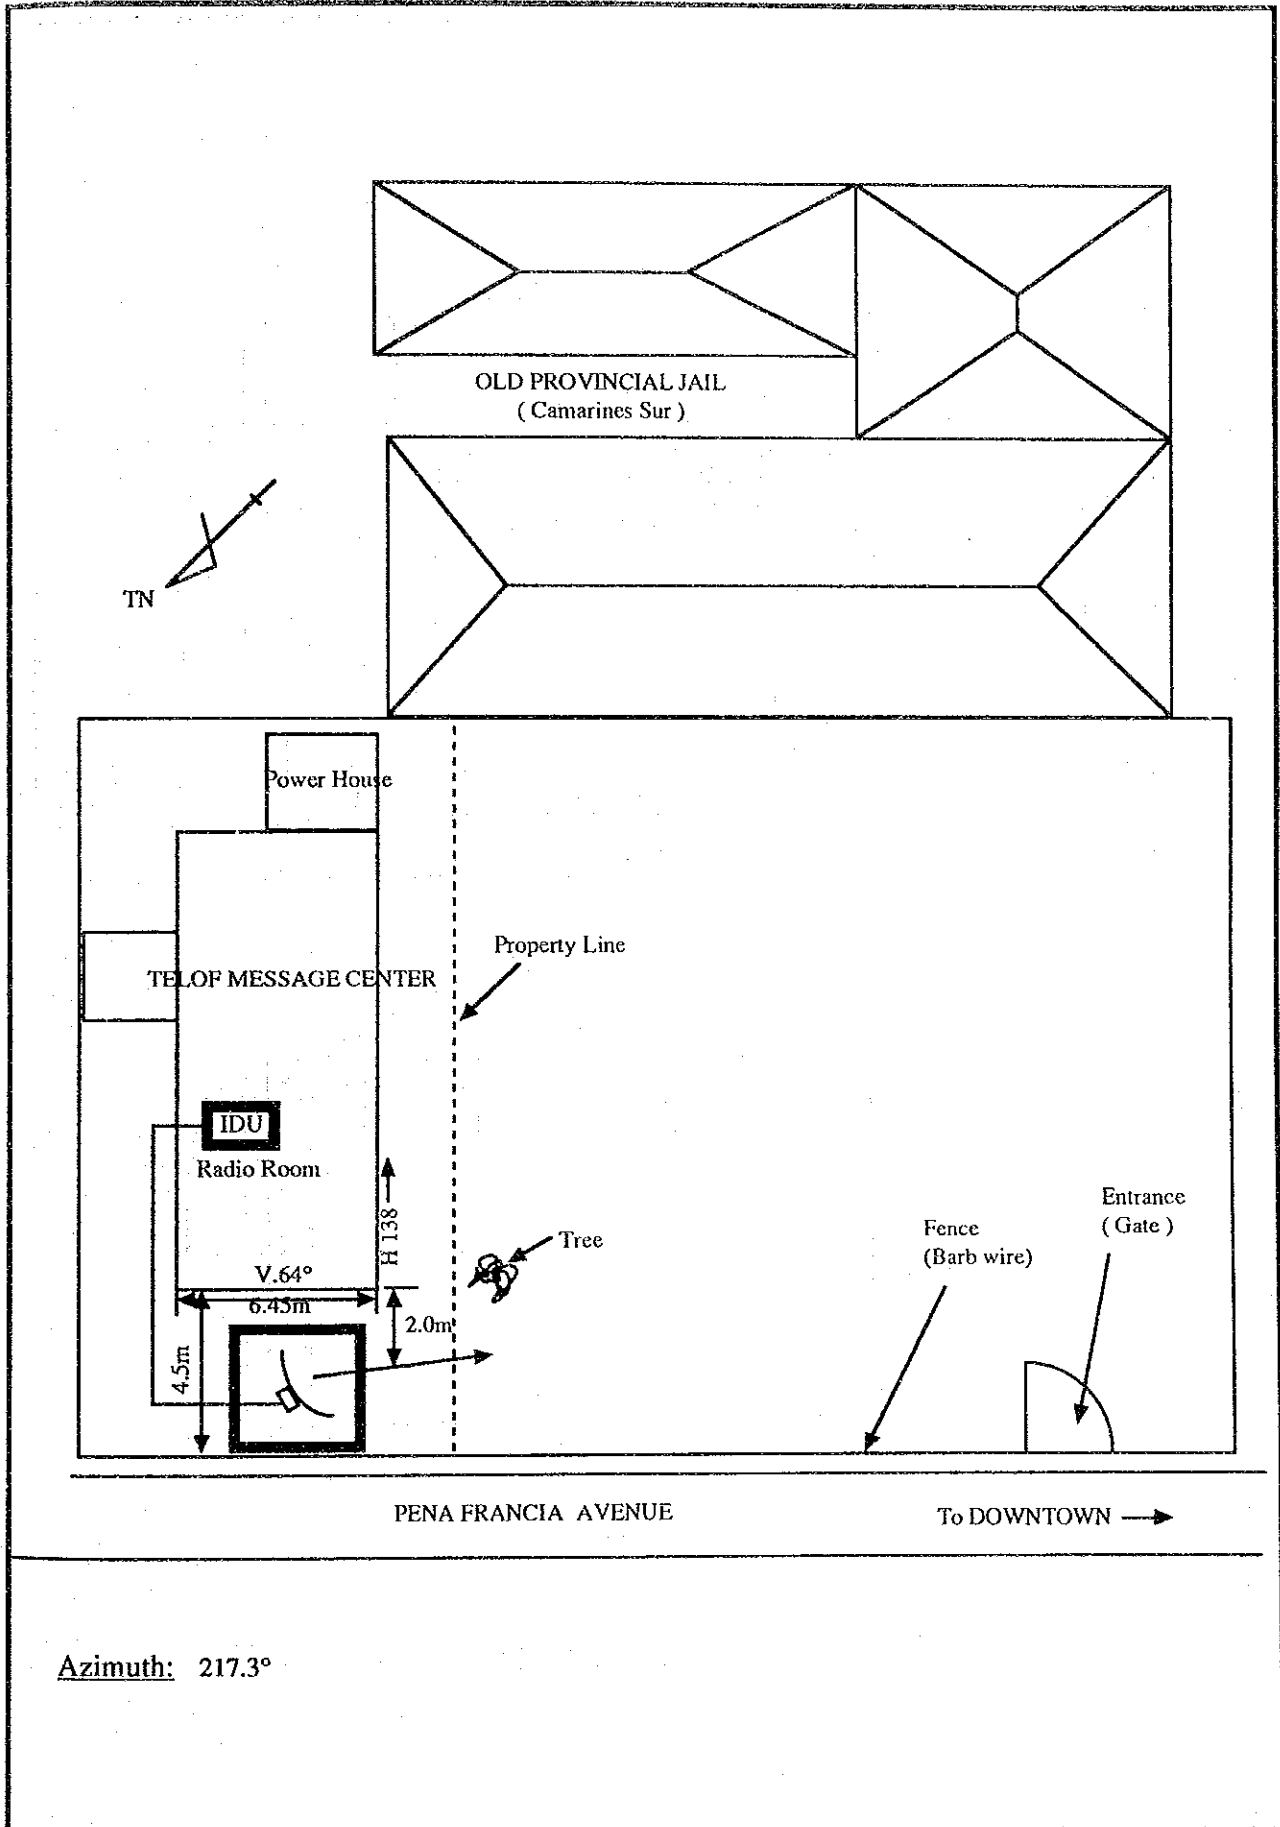 OLD PROVINCIAL JAIL
( Camarines Sur )
TN
Power House
Property Line
TELOF MESSAGE CENTER
IDU
Radio Room
H 138
Tree
Entrance
( Gate )
Fence
(Barb wire)
V.64°
6.45m
2.0m
4.5m
PENA FRANCIA AVENUE
To DOWNTOWN
Azimuth: 217.3°